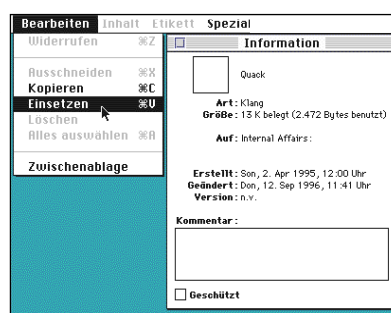 Bearbeiten Inhalt Etikett Spezial
Widerrufen ⌘Z
Ausschneiden ⌘X
Kopieren ⌘C
Einsetzen ⌘V
Löschen
Alles auswählen ⌘A
Zwischenablage
Information
Quack
Art: Klang
Größe: 13 K belegt (2.472 Bytes benutzt)
Auf: Internal Affairs:
Erstellt: Son, 2. Apr 1995, 12:00 Uhr
Geändert: Don, 12. Sep 1996, 11:41 Uhr
Version: n.v.
Kommentar:
Geschützt